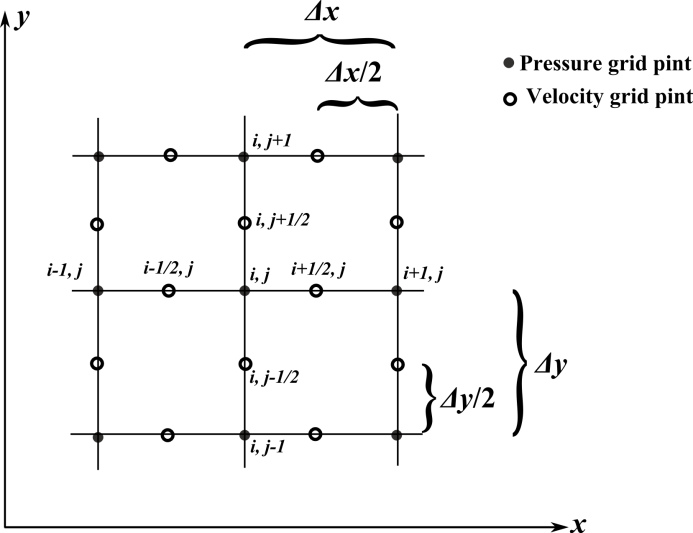 y
Δx
Δx/2
Pressure grid pint
Velocity grid pint
i, j+1
i, j+1/2
i-1, j
i-1/2, j
i, j
i+1/2, j
i+1, j
i, j-1/2
Δy
Δy/2
i, j-1
x